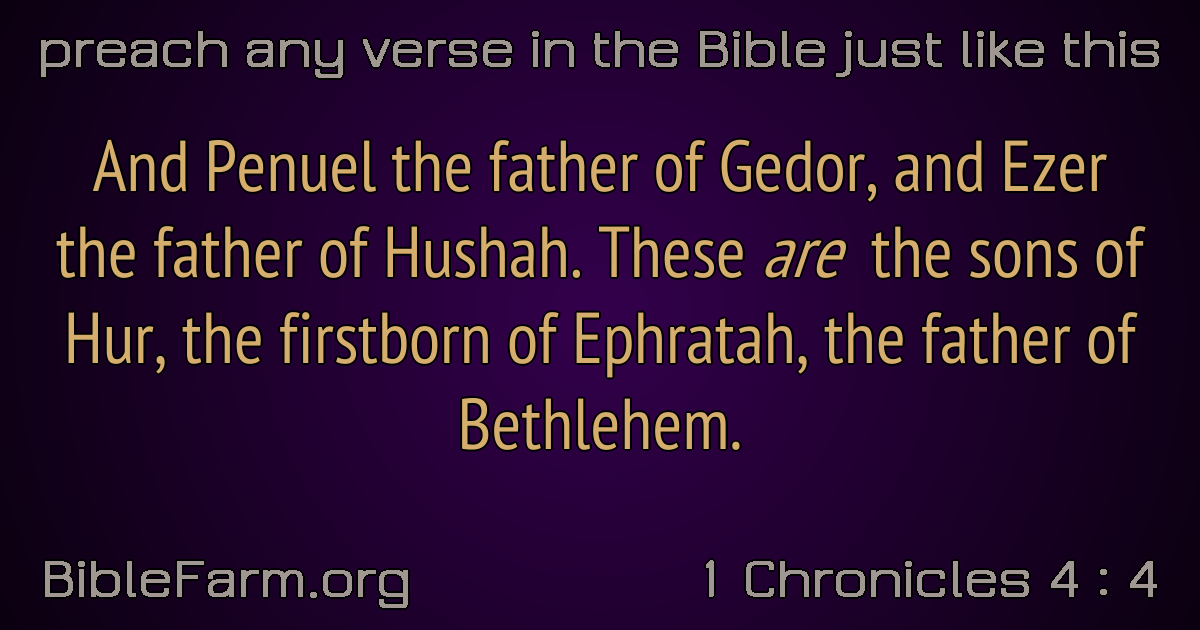 preach any verse in the Bible just like this
And Penuel the father of Gedor, and Ezer
the father of Hushah. These are the sons of
Hur, the firstborn of Ephratah, the father of
Bethlehem.
BibleFarm.org
1 Chronicles 4 : 4